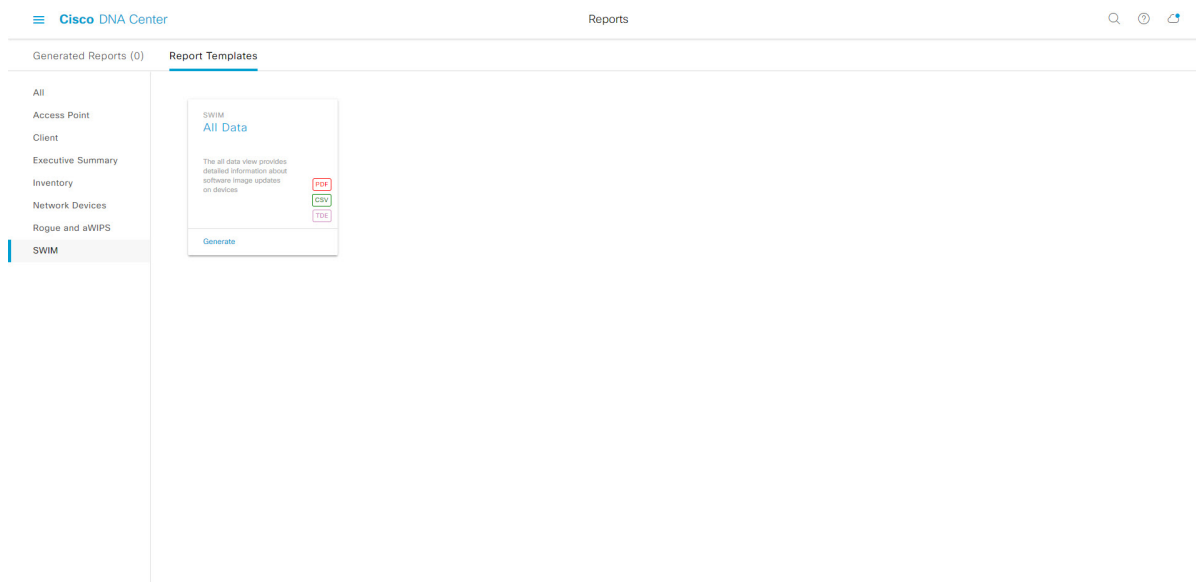 Cisco DNA Center
Reports
Generated Reports (0)
Report Templates
All
Access Point
Client
Executive Summary
Inventory
Network Devices
Rogue and aWIPS
SWIM
SWIM
All Data
The all data view provides
detailed information about
software image updates
on devices
PDF
CSV
TDE
Generate